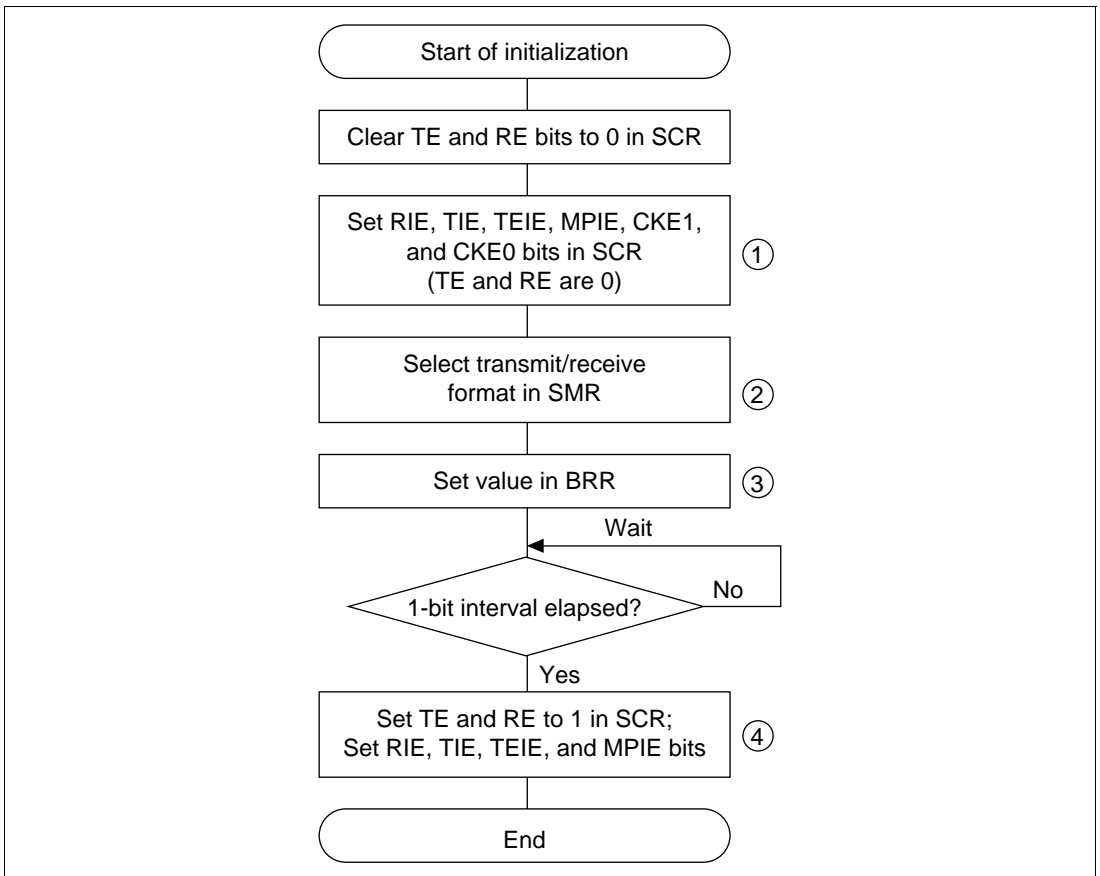 Start of initialization
Clear TE and RE bits to 0 in SCR
Set RIE, TIE, TEIE, MPIE, CKE1,
and CKE0 bits in SCR
(TE and RE are 0)
1
Select transmit/receive
format in SMR
2
Set value in BRR
3
Wait
1-bit interval elapsed?
No
Yes
Set TE and RE to 1 in SCR;
Set RIE, TIE, TEIE, and MPIE bits
4
End